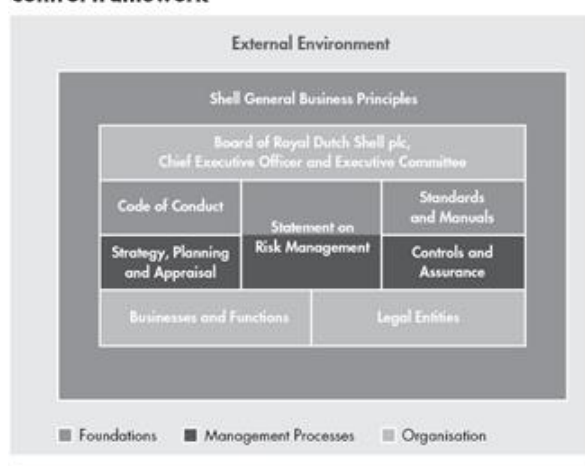 External Environment
Shell General Business Principles
Board of Royal Dutch Shell plc,
Chief Executive Officer and Executive Committee
Code of Conduct
Statement on
Risk Management
Standards
and Manuals
Strategy, Planning
and Appraisal
Controls and
Assurance
Businesses and Functions
Legal Entities
Foundations
Management Processes
Organisation